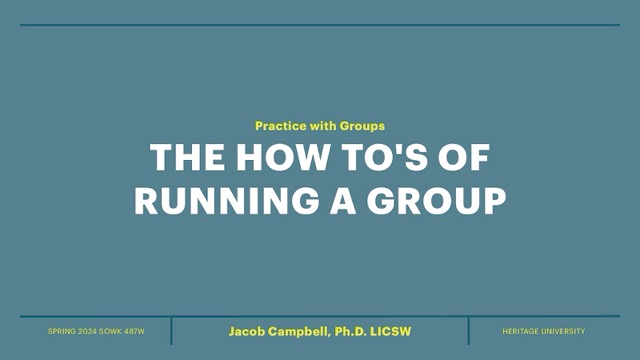 Practice with Groups
THE HOW TO'S OF
RUNNING A GROUP
SPRING 2024 SOWK 487W
Jacob Campbell, Ph.D. LICSW
HERITAGE UNIVERSITY